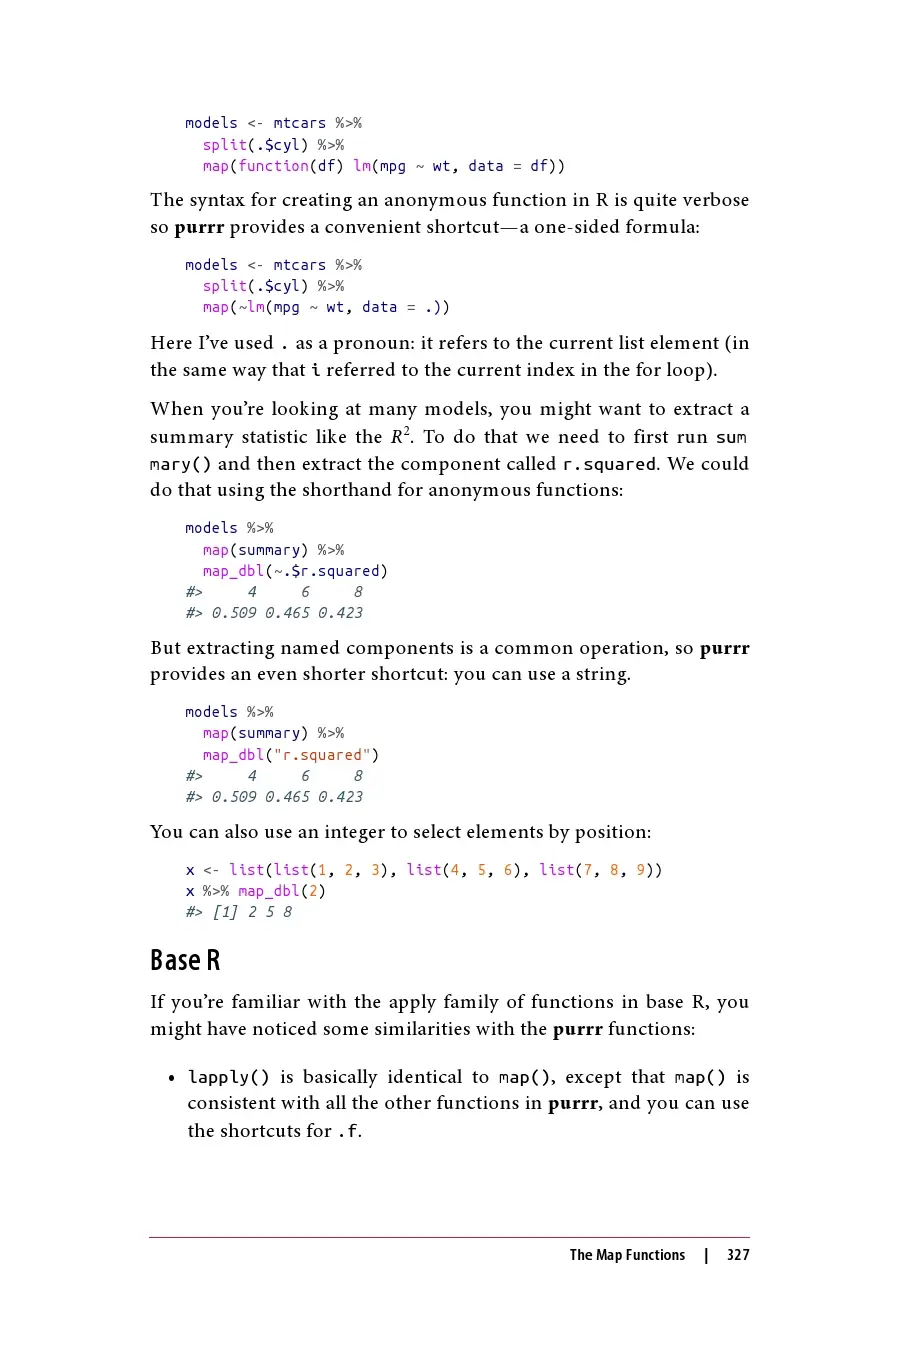 models <- mtcars %>%
  split(.$cyl) %>%
  map(function(df) lm(mpg ~ wt, data = df))
The syntax for creating an anonymous function in R is quite verbose
so purrr provides a convenient shortcut—a one-sided formula:
models <- mtcars %>%
  split(.$cyl) %>%
  map(~lm(mpg ~ wt, data = .))
Here I’ve used . as a pronoun: it refers to the current list element (in
the same way that i referred to the current index in the for loop).
When you’re looking at many models, you might want to extract a
summary statistic like the R². To do that we need to first run sum
mary() and then extract the component called r.squared. We could
do that using the shorthand for anonymous functions:
models %>%
  map(summary) %>%
  map_dbl(~.$r.squared)
#>     4     6     8
#> 0.509 0.465 0.423
But extracting named components is a common operation, so purrr
provides an even shorter shortcut: you can use a string.
models %>%
  map(summary) %>%
  map_dbl("r.squared")
#>     4     6     8
#> 0.509 0.465 0.423
You can also use an integer to select elements by position:
x <- list(list(1, 2, 3), list(4, 5, 6), list(7, 8, 9))
x %>% map_dbl(2)
#> [1] 2 5 8
Base R
If you’re familiar with the apply family of functions in base R, you
might have noticed some similarities with the purrr functions:
• lapply() is basically identical to map(), except that map() is
consistent with all the other functions in purrr, and you can use
the shortcuts for .f.
The Map Functions | 327